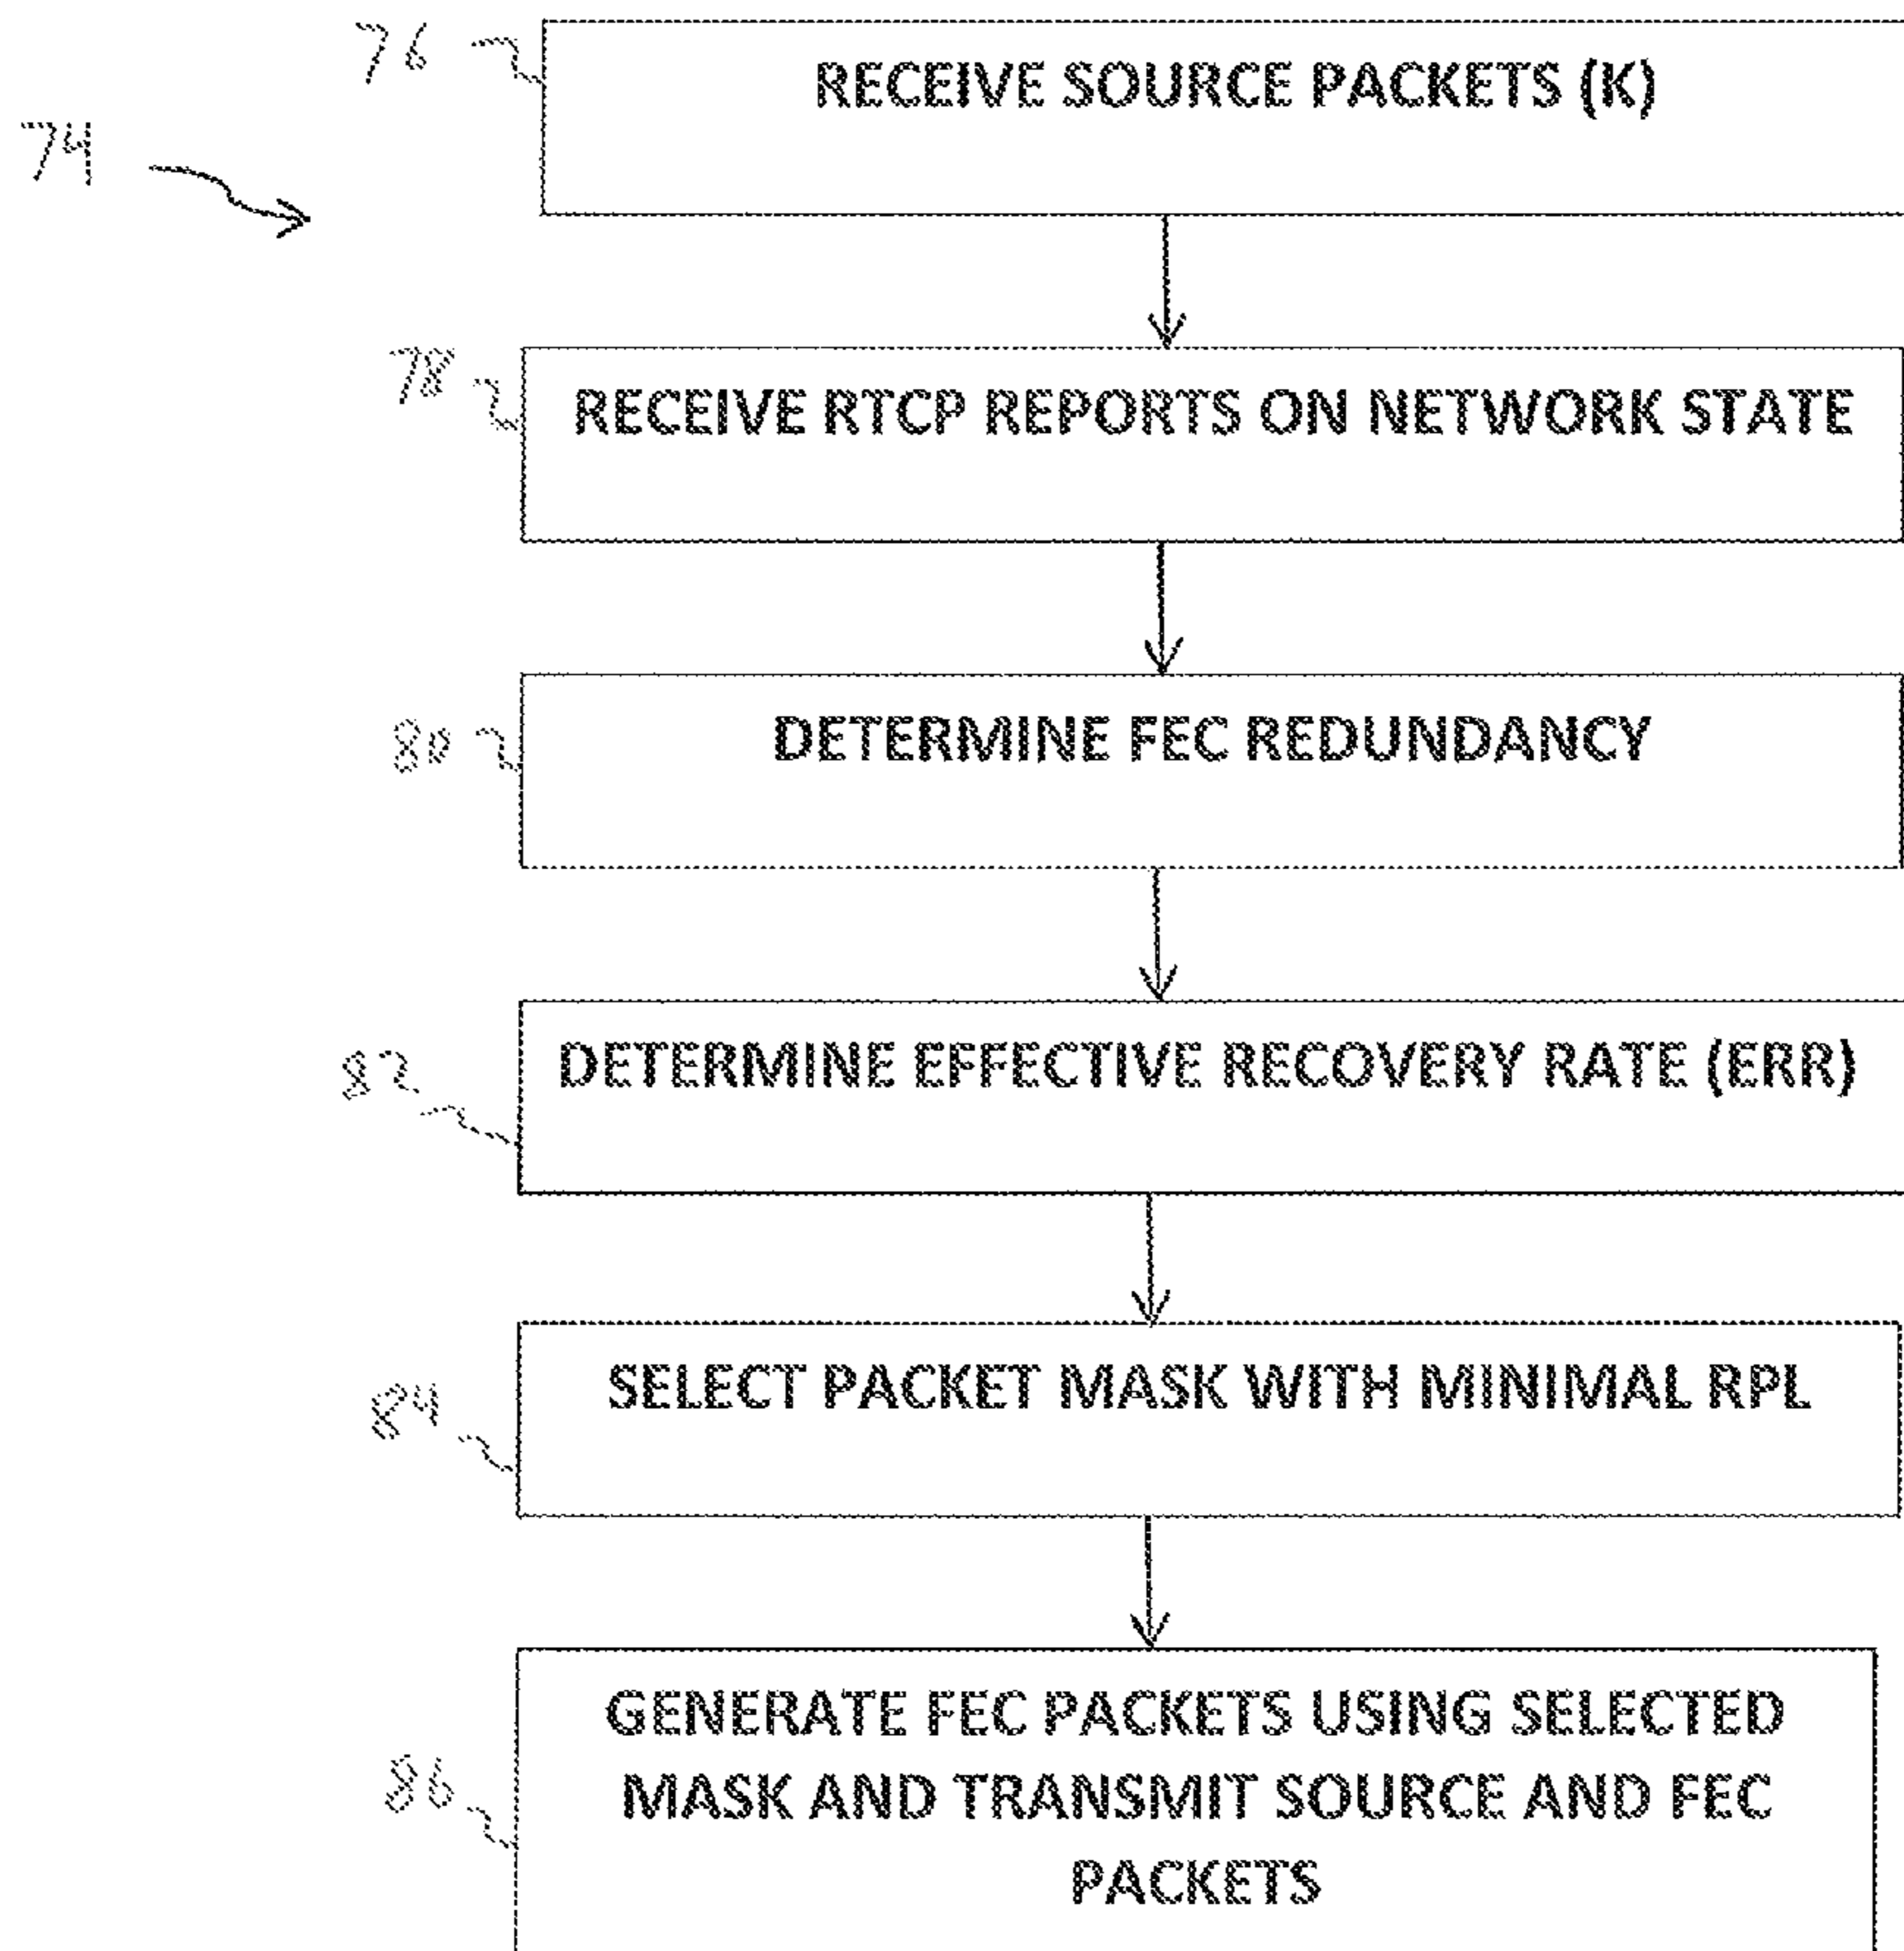 76
RECEIVE SOURCE PACKETS (K)
74
78
RECEIVE RTCP REPORTS ON NETWORK STATE
80
DETERMINE FEC REDUNDANCY
82
DETERMINE EFFECTIVE RECOVERY RATE (ERR)
84
SELECT PACKET MASK WITH MINIMAL RPL
86
GENERATE FEC PACKETS USING SELECTED
MASK AND TRANSMIT SOURCE AND FEC
PACKETS